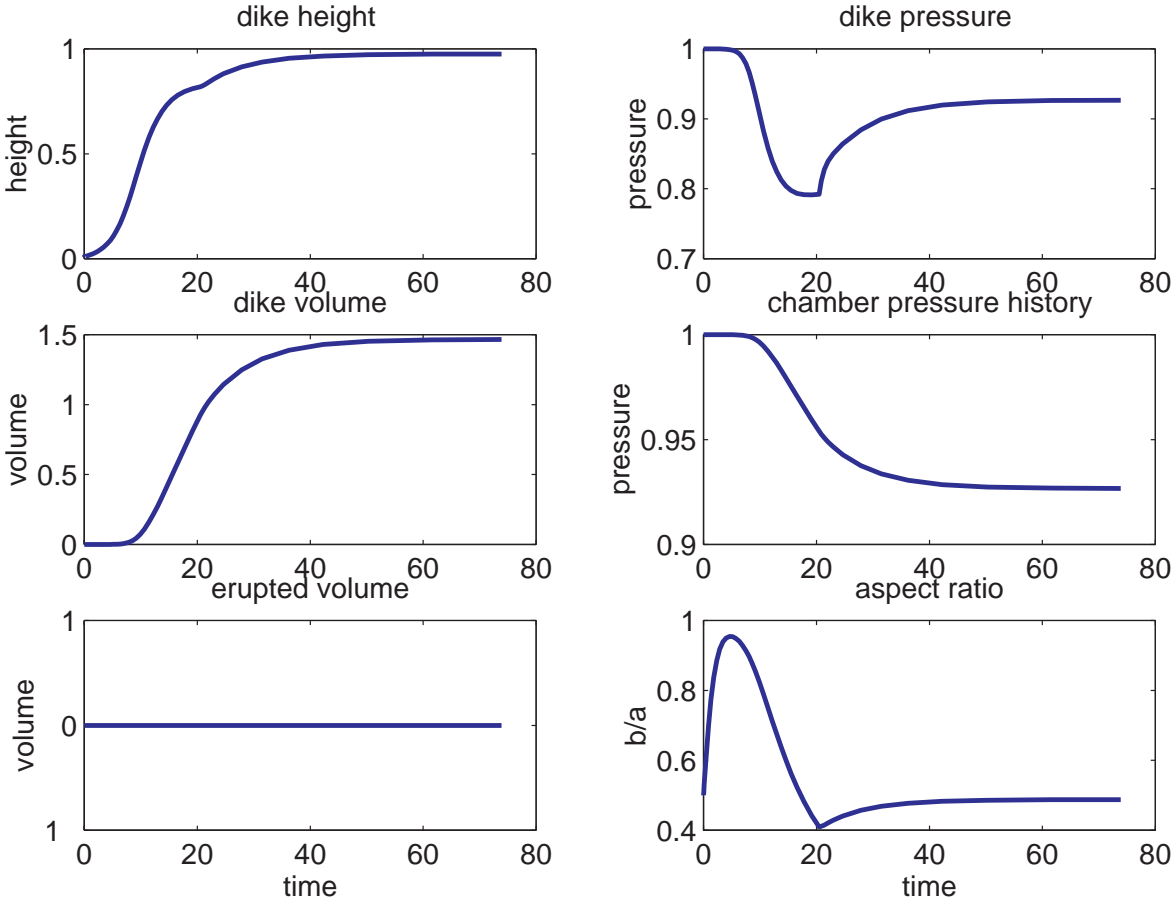 dike height
1
0.5
0
height
0 20 40 60 80
dike pressure
1
0.9
0.8
0.7
pressure
0 20 40 60 80
dike volume
1.5
1
0.5
0
volume
0 20 40 60 80
chamber pressure history
1
0.95
0.9
pressure
0 20 40 60 80
erupted volume
1
0
1
volume
0 20 40 60 80
time
aspect ratio
1
0.8
0.6
0.4
b/a
0 20 40 60 80
time